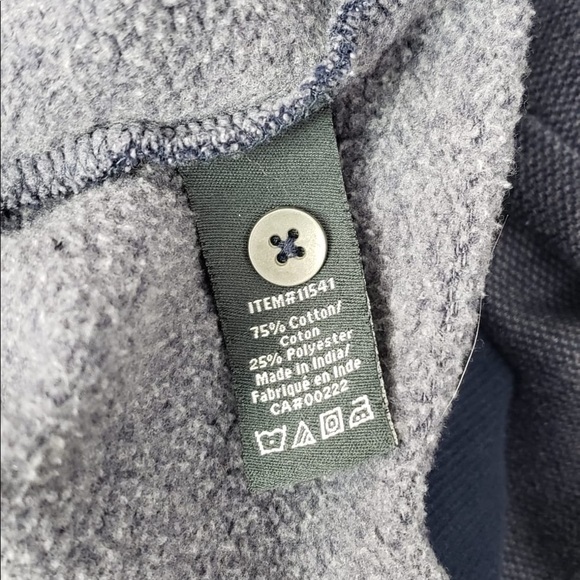 ITEM#11541
75% Cotton/
Coton
25% Polyester
Made in India/
Fabriqué en Inde
CA#00222